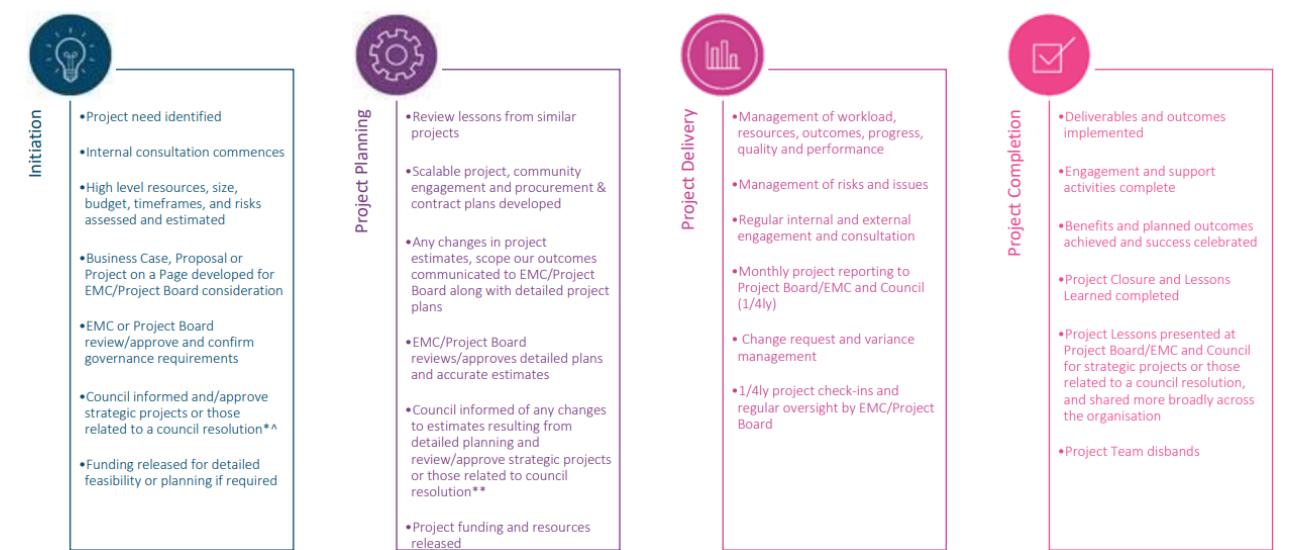 Initiation
•Project need identified
•Internal consultation commences
•High level resources, size,
budget, timeframes, and risks
assessed and estimated
•Business Case, Proposal or
Project on a Page developed for
EMC/Project Board consideration
•EMC or Project Board
review/approve and confirm
governance requirements
•Council informed and/approve
strategic projects or those
related to a council resolution*^
•Funding released for detailed
feasibility or planning if required
Project Planning
•Review lessons from similar
projects
•Scalable project, community
engagement and procurement &
contract plans developed
•Any changes in project
estimates, scope our outcomes
communicated to EMC/Project
Board along with detailed project
plans
•EMC/Project Board
reviews/approves detailed plans
and accurate estimates
•Council informed of any changes
to estimates resulting from
detailed planning and
review/approve strategic projects
or those related to council
resolution**
•Project funding and resources
released
Project Delivery
•Management of workload,
resources, outcomes, progress,
quality and performance
•Management of risks and issues
•Regular internal and external
engagement and consultation
•Monthly project reporting to
Project Board/EMC and Council
(1/4ly)
• Change request and variance
management
•1/4ly project check-ins and
regular oversight by EMC/Project
Board
Project Completion
•Deliverables and outcomes
implemented
•Engagement and support
activities complete
•Benefits and planned outcomes
achieved and success celebrated
•Project Closure and Lessons
Learned completed
•Project Lessons presented at
Project Board/EMC and Council
for strategic projects or those
related to a council resolution,
and shared more broadly across
the organisation
•Project Team disbands